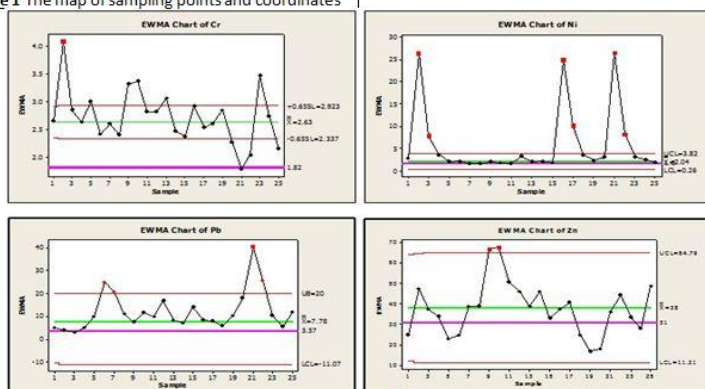 e 1 The map of sampling points and coordinates
EWMA Chart of Cr
4.0
3.5
3.0
2.5
2.0
EWMA
+0.655L=2.923
X=2.63
-0.655L=2.337
1.82
1 3 5 7 9 11 13 15 17 19 21 23 25
Sample
EWMA Chart of Ni
30
25
20
15
10
5
0
EWMA
UCL=3.82
LCL=0.26
1 3 5 7 9 11 13 15 17 19 21 23 25
Sample
EWMA Chart of Pb
40
30
20
10
0
-10
EWMA
UB=20
X=7.78
3.57
LCL=-11.07
1 3 5 7 9 11 13 15 17 19 21 23 25
Sample
EWMA Chart of Zn
70
60
50
40
30
20
10
EWMA
UCL=64.79
X=38
31
LCL=11.21
1 3 5 7 9 11 13 15 17 19 21 23 25
Sample